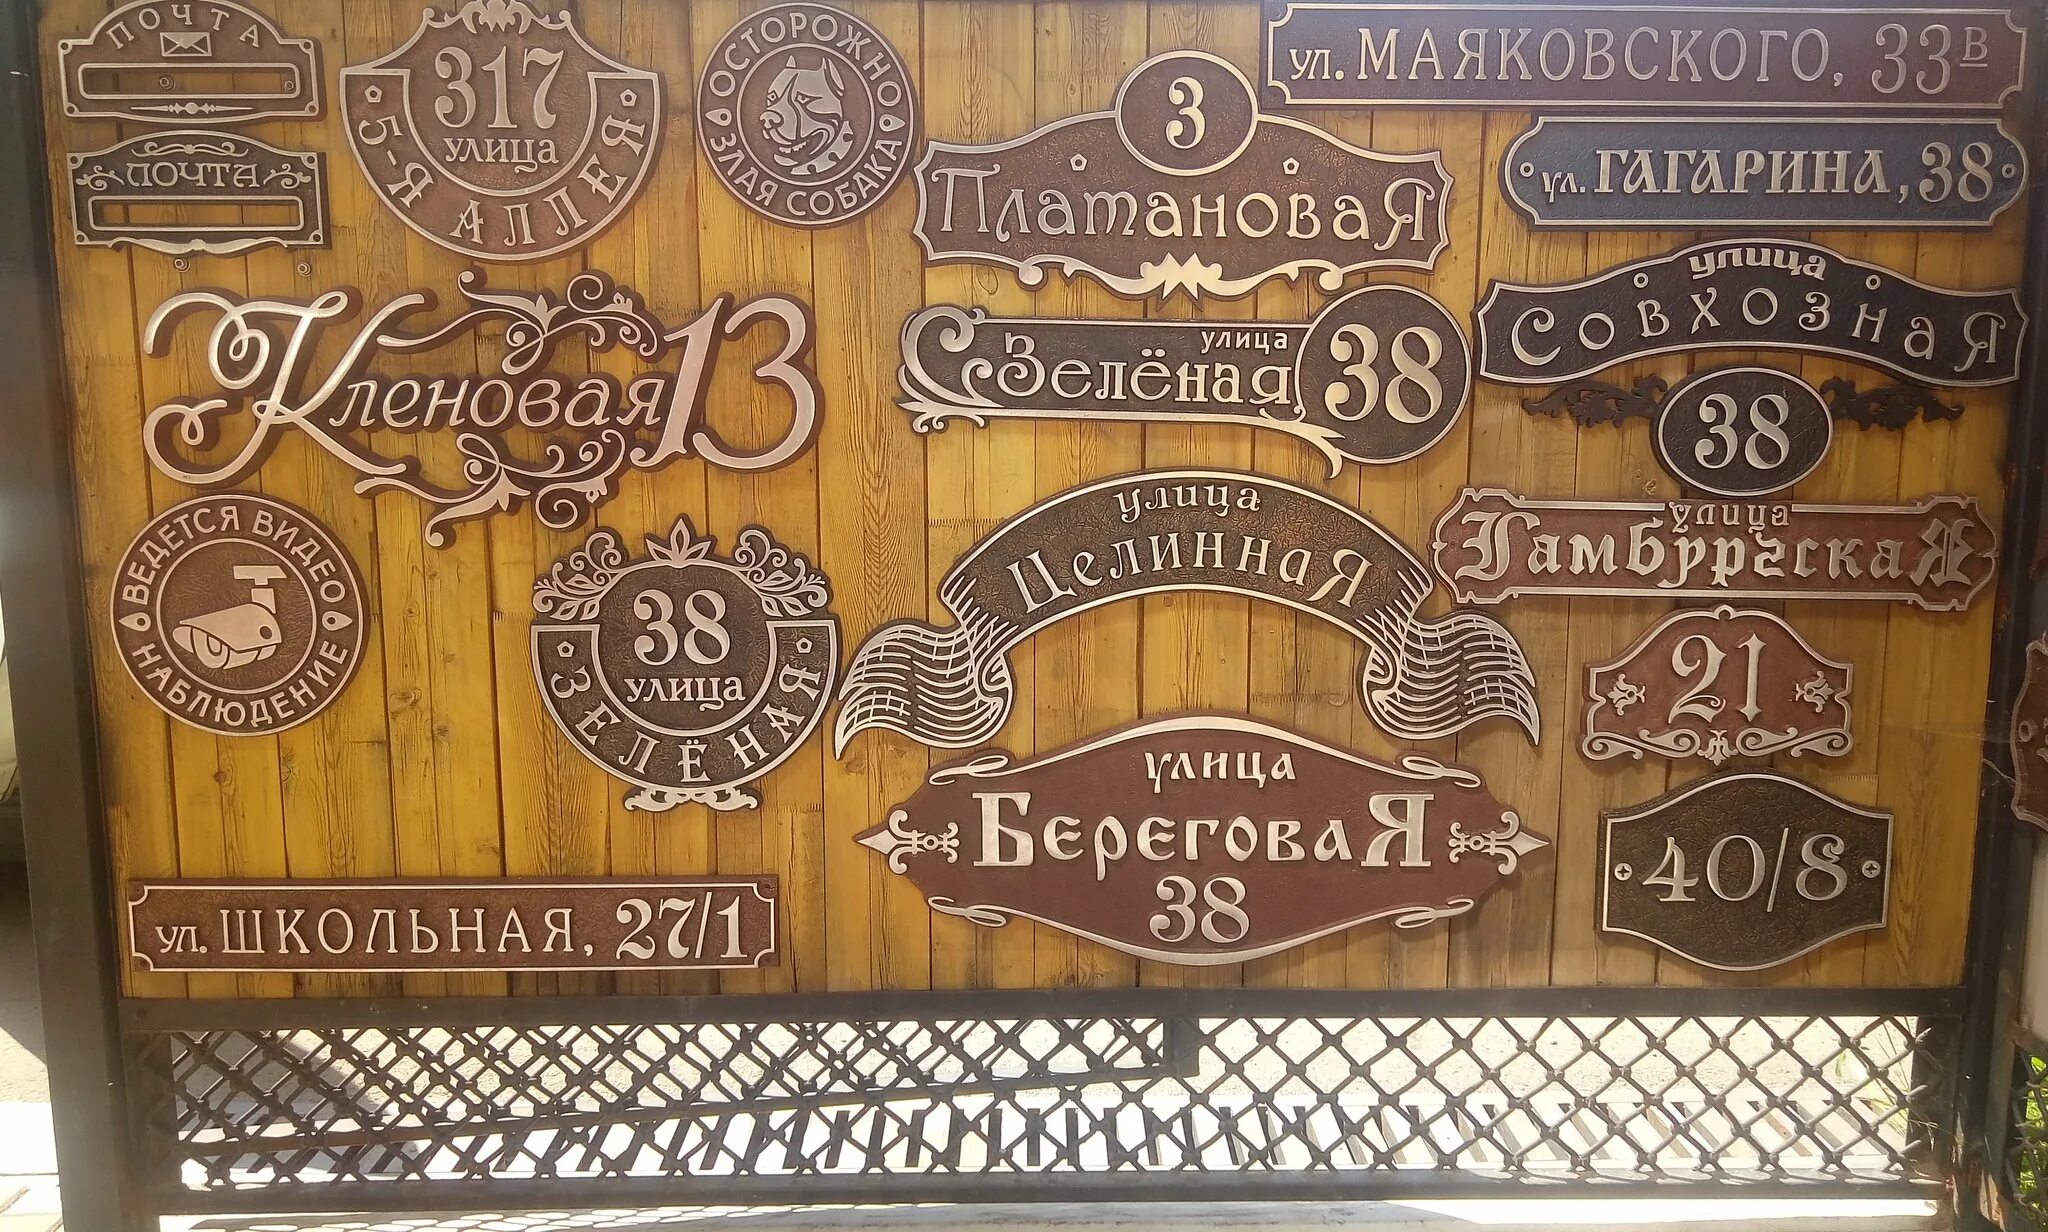 ПОЧТА
ПОЧТА
317
улица
5-Я АЛЛЕЯ
ОСТОРОЖНО
ЗЛАЯ СОБАКА
3
ПлатановаЯ
ул. МАЯКОВСКОГО, 33В
ул. ГАГАРИНА, 38
Кленовая 13
улица
Зелёная 38
улица
СовхознаЯ
38
ВЕДЕТСЯ ВИДЕО
НАБЛЮДЕНИЕ
38
улица
ЗЕЛЁНАЯ
улица
ЦелиннаЯ
улица
ГамбургскаЯ
21
улица
БереговаЯ
38
40/8
ул. ШКОЛЬНАЯ, 27/1